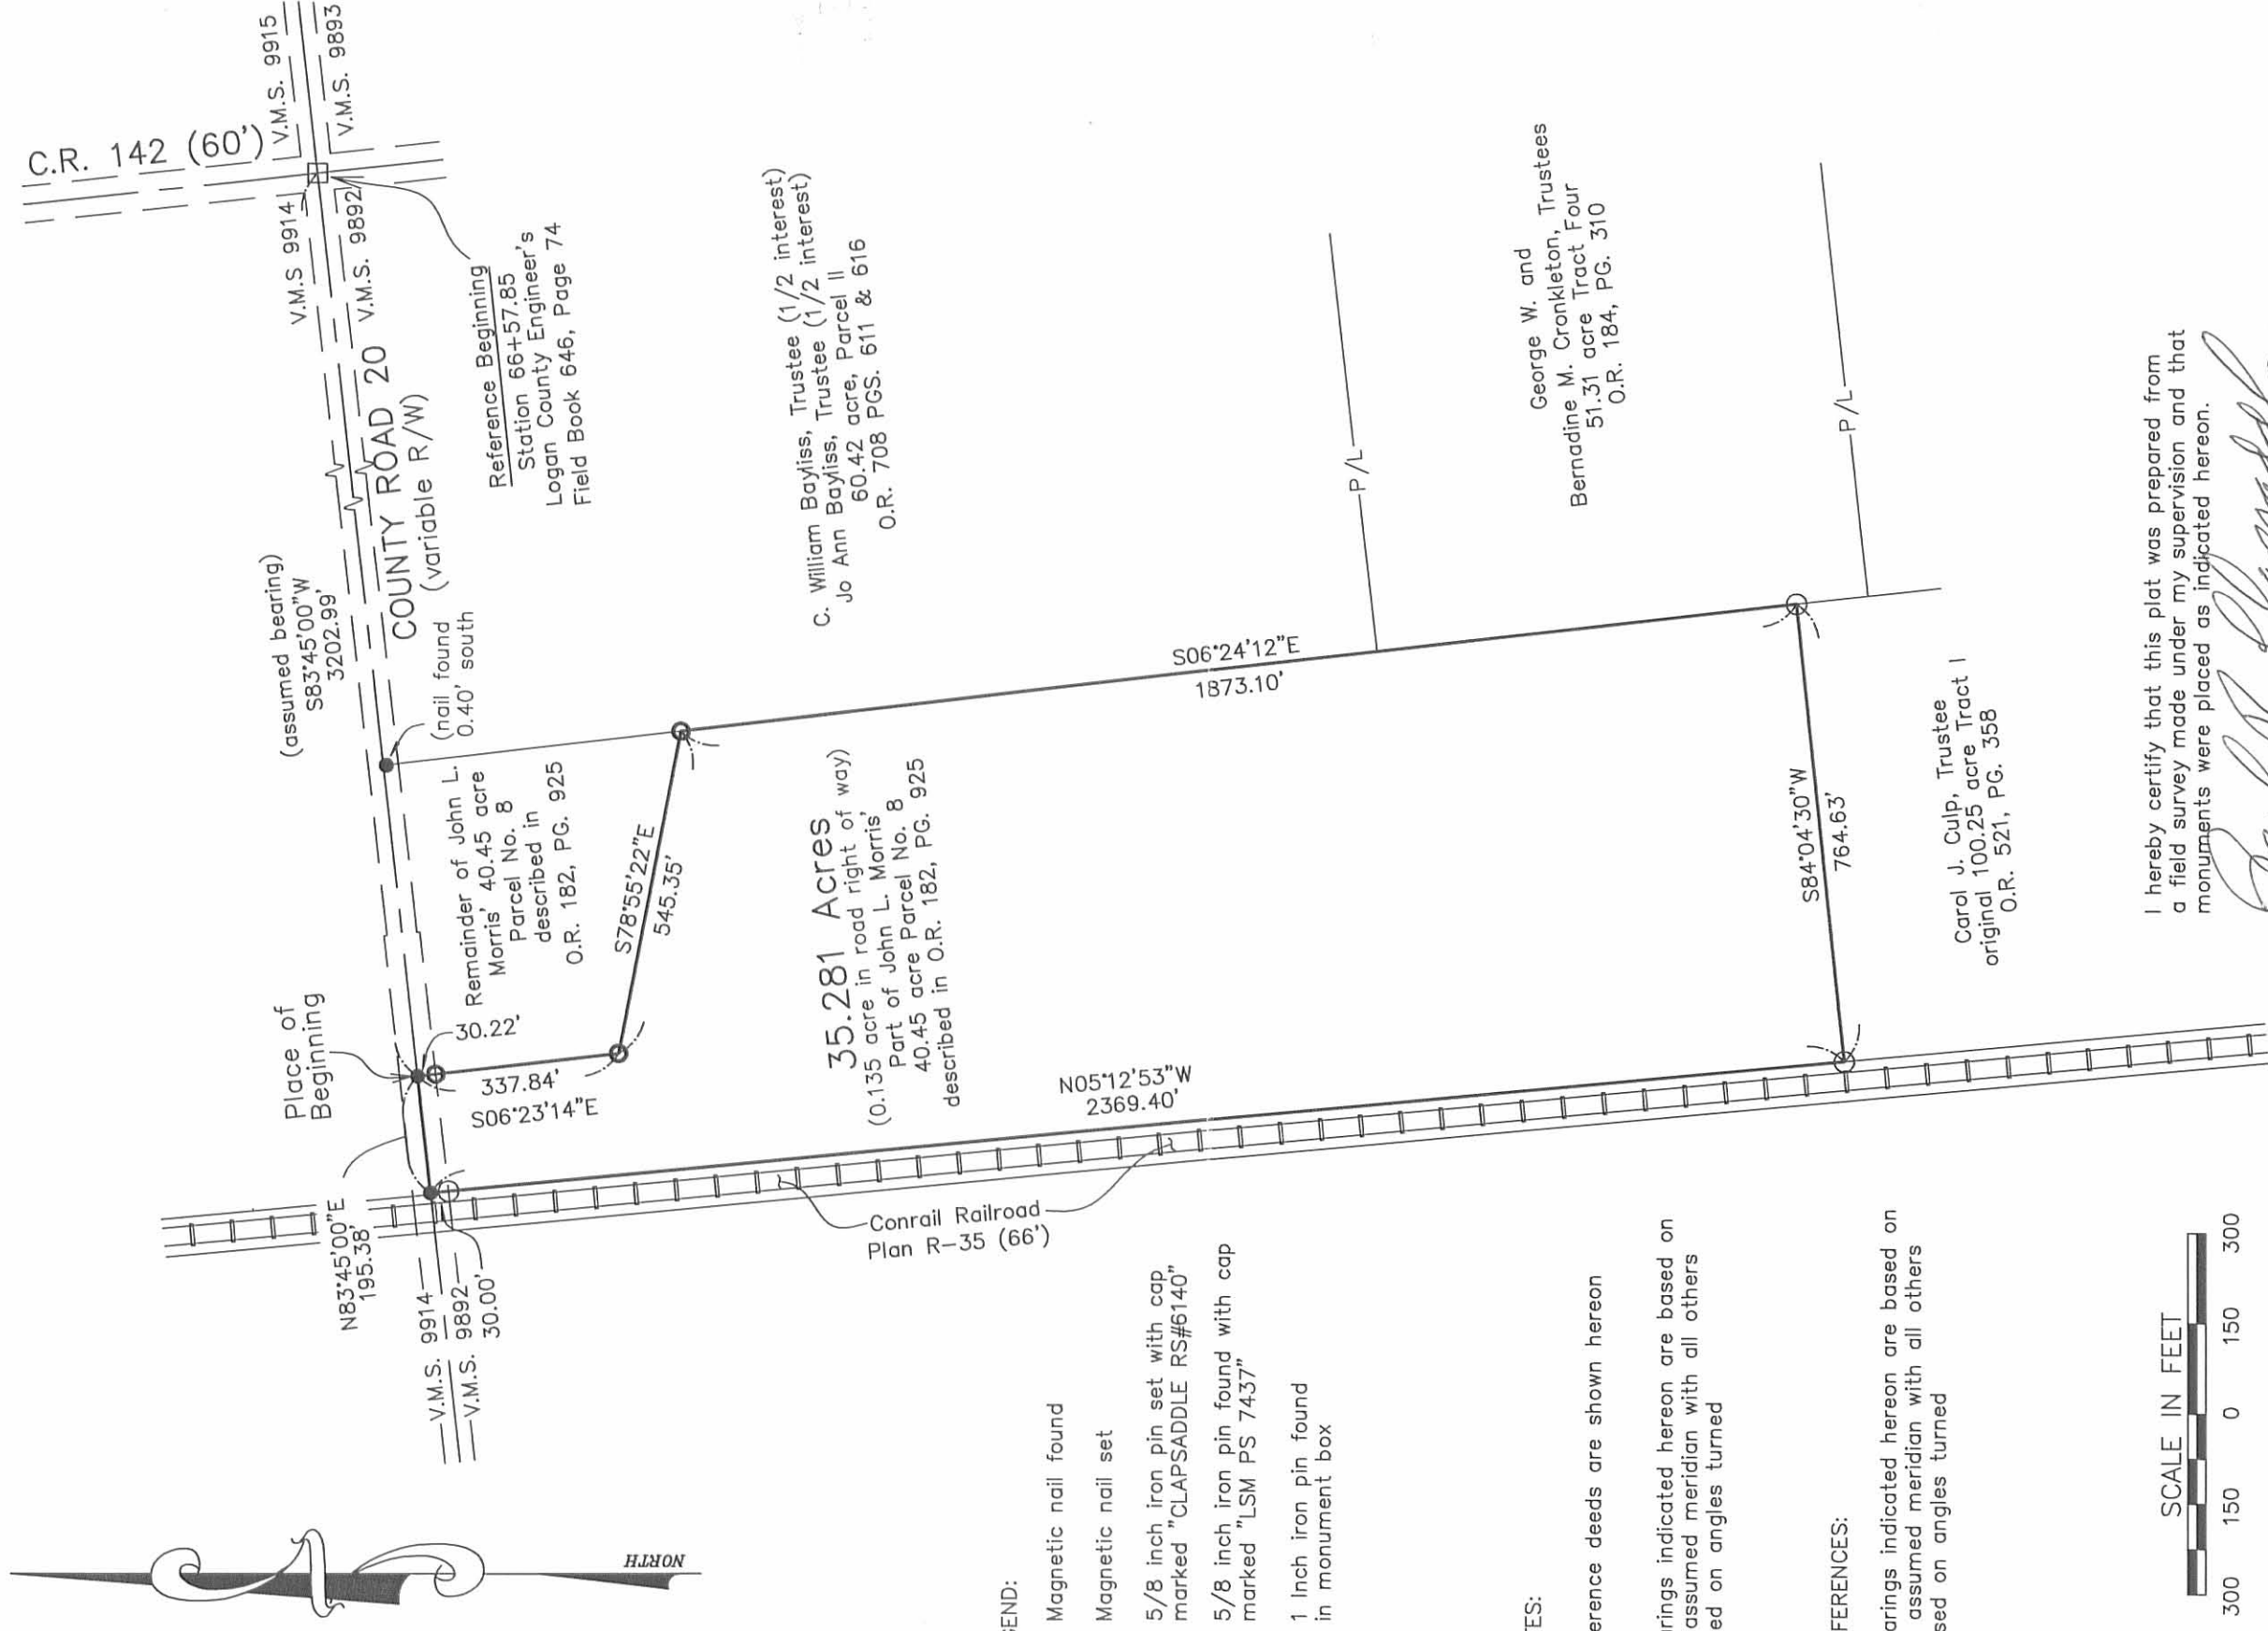 C.R. 142 (60')
V.M.S. 9915
V.M.S. 9893
V.M.S 9914
V.M.S. 9892
(assumed bearing)
S83°45'00"W
3202.99'
COUNTY ROAD 20
(variable R/W)
Reference Beginning
Station 66+57.85
Logan County Engineer's
Field Book 646, Page 74
(nail found
0.40' south
Place of
Beginning
30.22'
Remainder of John L.
Morris' 40.45 acre
Parcel No. 8
described in
O.R. 182, PG. 925
337.84'
S06°23'14"E
S78°55'22"E
545.35'
C. William Bayliss, Trustee (1/2 interest)
Jo Ann Bayliss, Trustee (1/2 interest)
60.42 acre, Parcel II
O.R. 708 PGS. 611 & 616
35.281 Acres
(0.135 acre in road right of way)
Part of John L. Morris'
40.45 acre Parcel No. 8
described in O.R. 182, PG. 925
S06°24'12"E
1873.10'
N05°12'53"W
2369.40'
P/L
George W. and
Bernadine M. Cronkleton, Trustees
51.31 acre Tract Four
O.R. 184, PG. 310
P/L
S84°04'30"W
764.63'
Carol J. Culp, Trustee
original 100.25 acre Tract I
O.R. 521, PG. 358
N83°45'00"E
195.38'
V.M.S. 9914
V.M.S. 9892
30.00'
Conrail Railroad
Plan R-35 (66')
NORTH
END:
Magnetic nail found
Magnetic nail set
5/8 inch iron pin set with cap
marked "CLAPSADDLE RS#6140"
5/8 inch iron pin found with cap
marked "LSM PS 7437"
1 Inch iron pin found
in monument box
TES:
erence deeds are shown hereon
rings indicated hereon are based on
assumed meridian with all others
ed on angles turned
FERENCES:
arings indicated hereon are based on
assumed meridian with all others
sed on angles turned
I hereby certify that this plat was prepared from
a field survey made under my supervision and that
monuments were placed as indicated hereon.
SCALE IN FEET
300 150 0 150 300